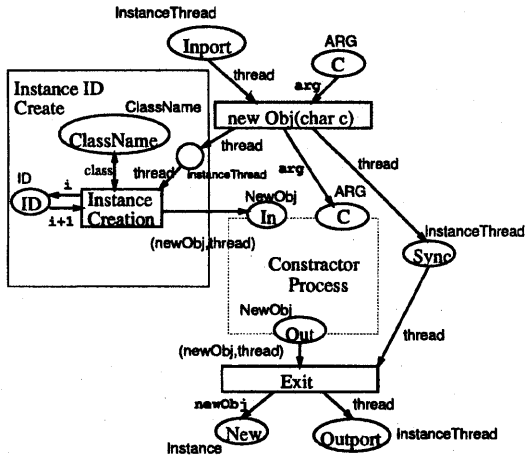 InstanceThread
Inport
ARG
C
thread
arg
Instance ID
Create
ClassName
ClassName
new Obj(char c)
thread
class
thread
InstanceThread
arg
thread
ID
ID
i
i+1
Instance
Creation
NewObj
In
ARG
C
(newObj,thread)
InstanceThread
Sync
Constractor
Process
NewObj
Out
(newObj,thread)
thread
Exit
newObj
thread
New
Instance
Outport
InstanceThread